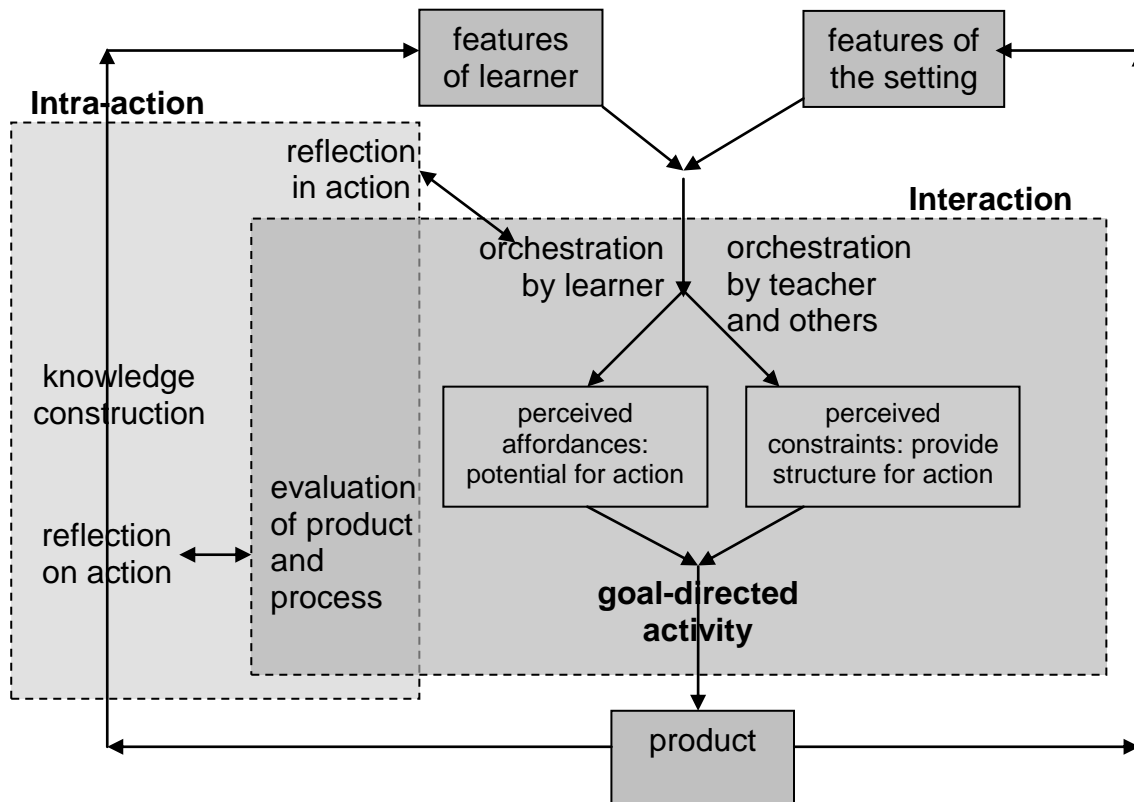 features
of learner
features of
the setting
Intra-action
reflection
in action
Interaction
orchestration
by learner
orchestration
by teacher
and others
knowledge
construction
perceived
affordances:
potential for action
perceived
constraints: provide
structure for action
evaluation
of product
and
process
reflection
on action
goal-directed
activity
product